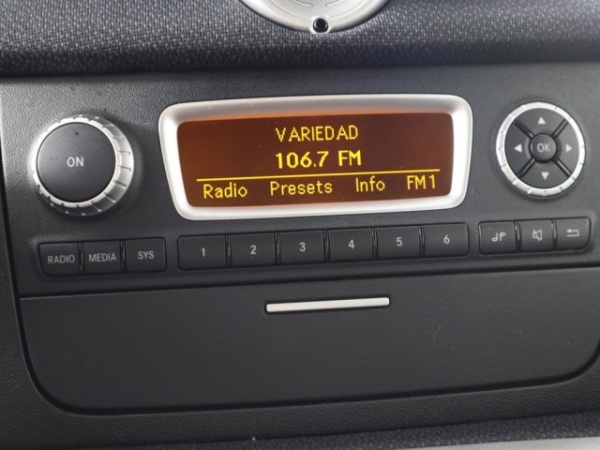 VARIEDAD
106.7 FM
Radio Presets Info FM1
ON
OK
RADIO MEDIA SYS 1 2 3 4 5 6